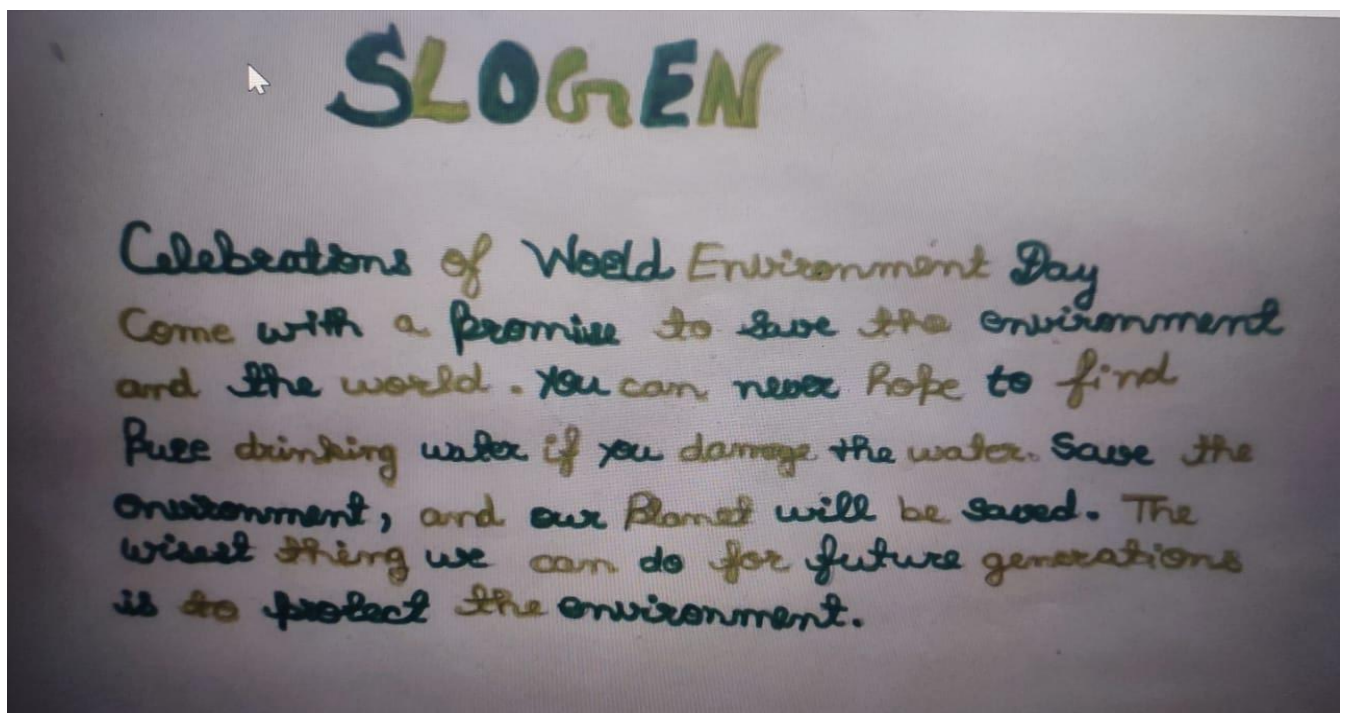 SLOGEN
Celebrations of World Environment Day
Come with a Promise to save the environment
and the world. You can never hope to find
Pure drinking water if you damage the water. Save the
environment, and our Planet will be saved. The
wisest thing we can do for future generations
is to protect the environment.